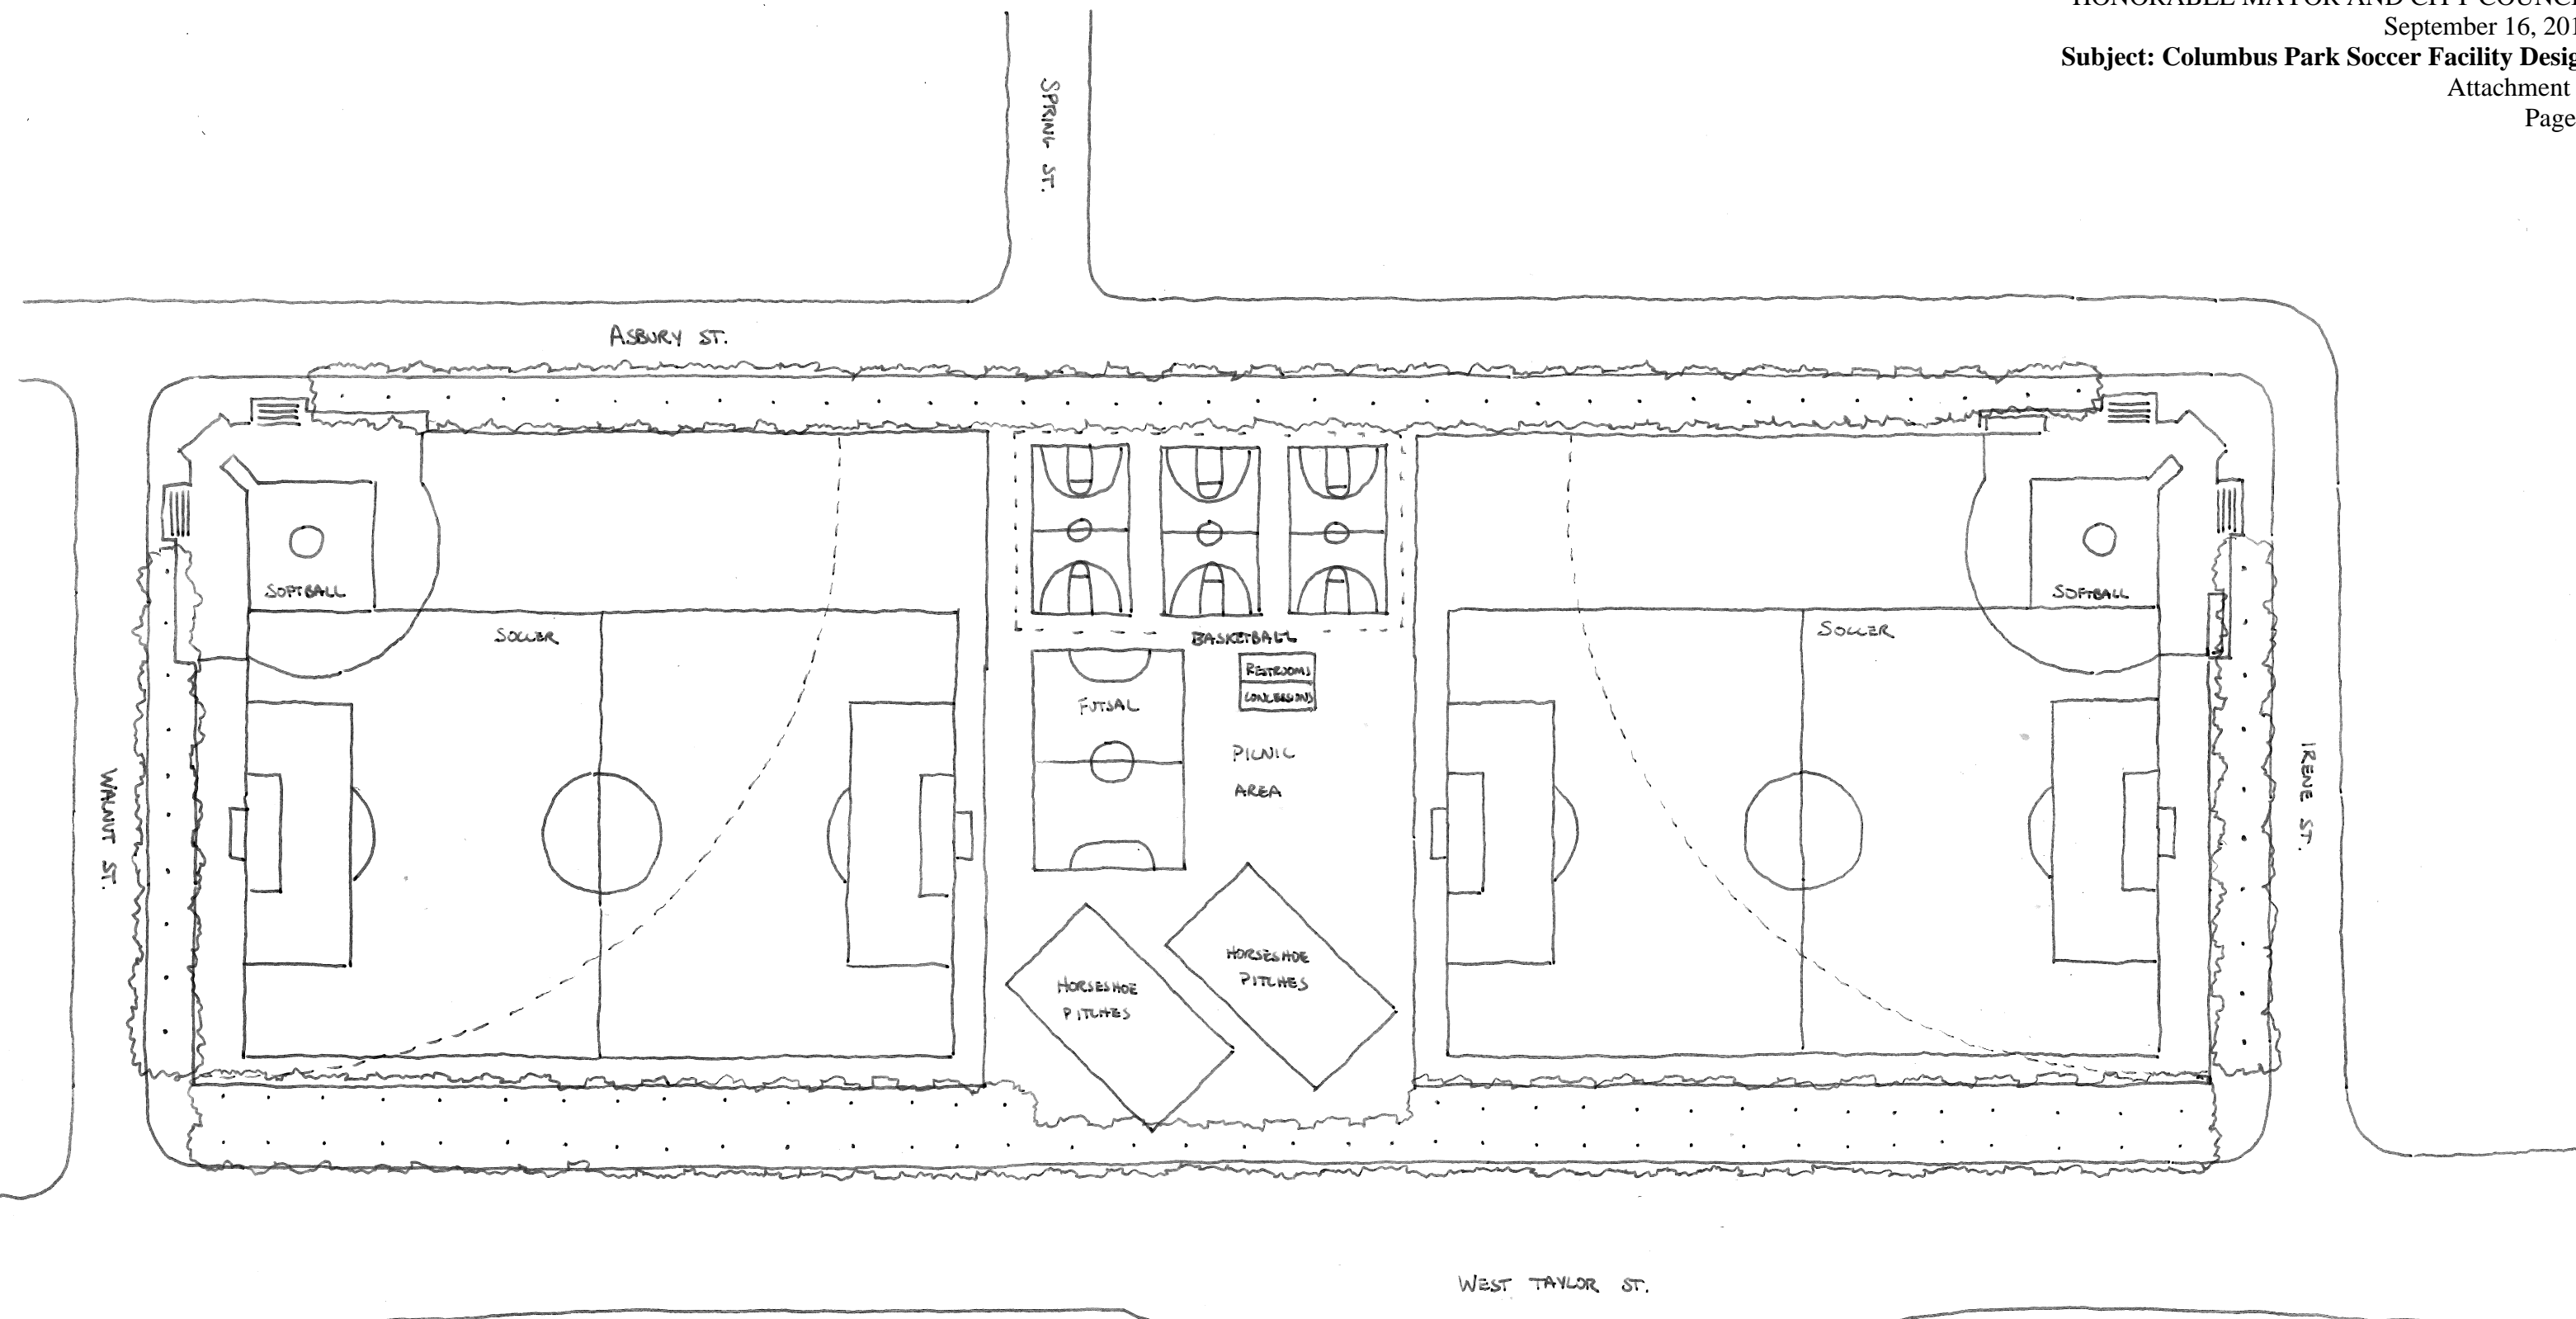 September 16, 201
Subject: Columbus Park Soccer Facility Desig
Attachment
Page
SPRING ST.
ASBURY ST.
SOFTBALL
SOCCER
BASKETBALL
RESTROOMS
CONCESSIONS
FUTSAL
PICNIC
AREA
HORSESHOE
PITCHES
HORSESHOE
PITCHES
SOFTBALL
SOCCER
WALNUT ST.
IRENE ST.
WEST TAYLOR ST.